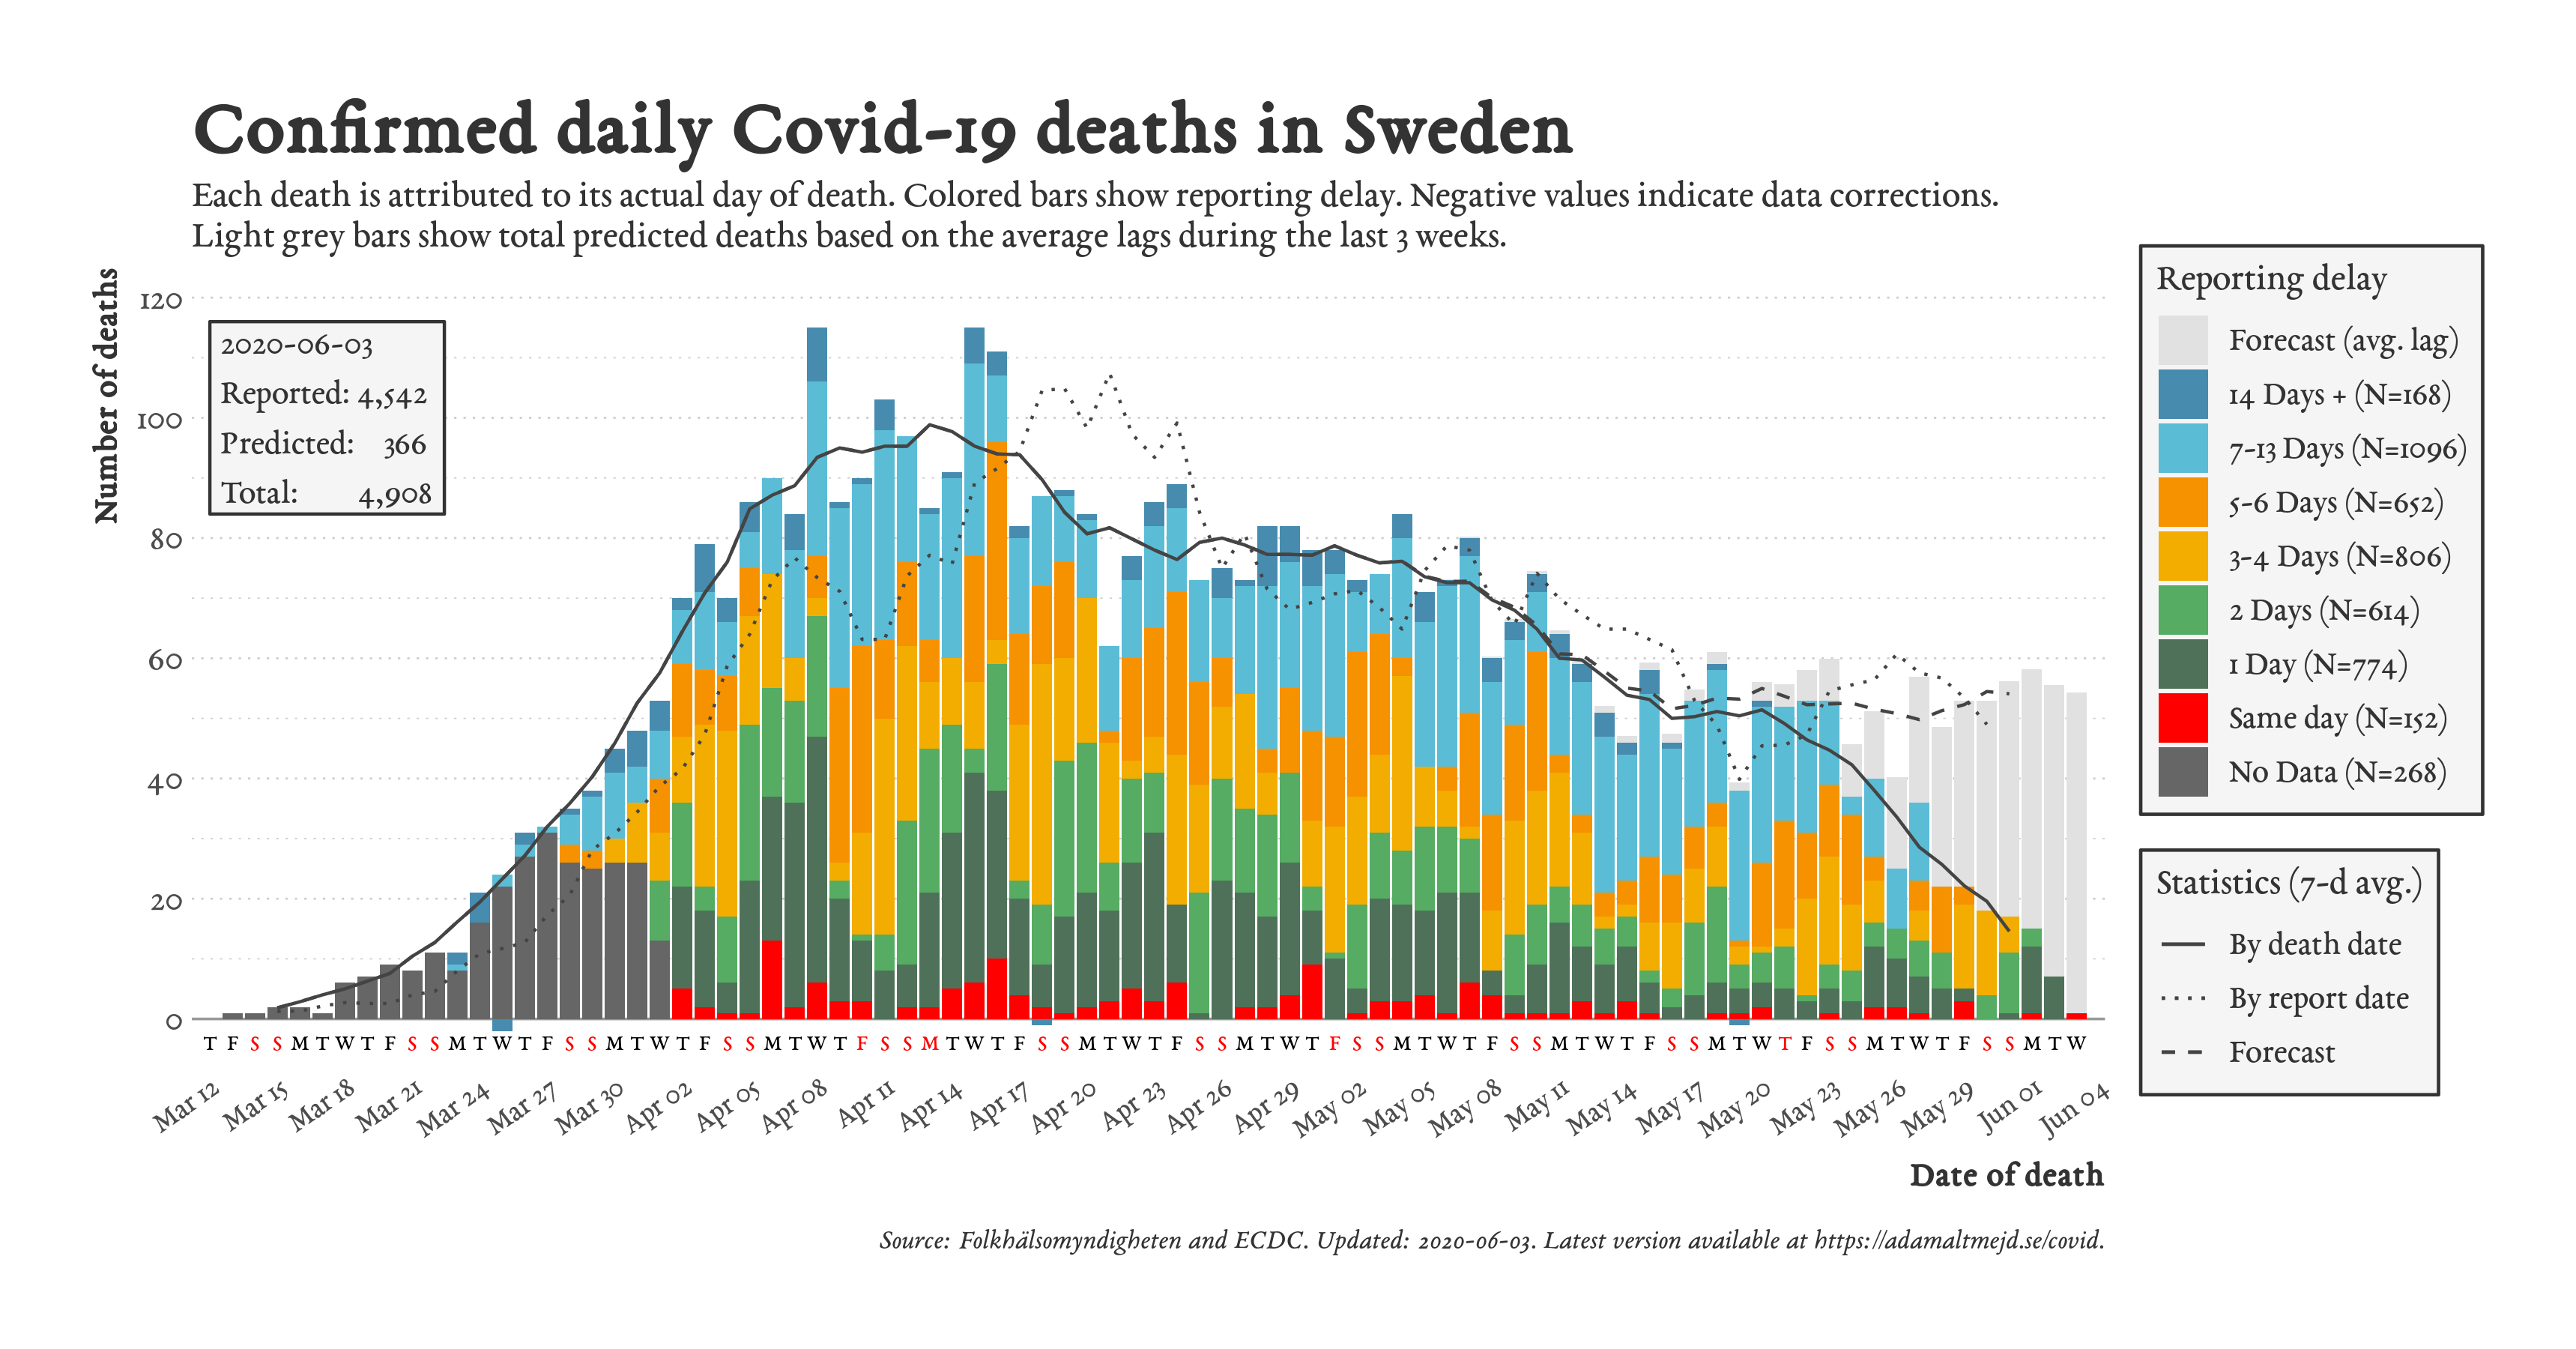 Confirmed daily Covid-19 deaths in Sweden
Each death is attributed to its actual day of death. Colored bars show reporting delay. Negative values indicate data corrections.
Light grey bars show total predicted deaths based on the average lags during the last 3 weeks.
Number of deaths
120
100
80
60
40
20
0
2020-06-03
Reported: 4,542
Predicted: 366
Total: 4,908
T F S S M T W T F S S M T W T F S S M T W T F S S M T W T F S S M T W T F S S M T W T F S S M T W T F S S M T W T F S S M T W T F S S M T W T F S S M T W T F S S M T W
Mar 12 Mar 15 Mar 18 Mar 21 Mar 24 Mar 27 Mar 30 Apr 02 Apr 05 Apr 08 Apr 11 Apr 14 Apr 17 Apr 20 Apr 23 Apr 26 Apr 29 May 02 May 05 May 08 May 11 May 14 May 17 May 20 May 23 May 26 May 29 Jun 01 Jun 04
Date of death
Reporting delay
Forecast (avg. lag)
14 Days + (N=168)
7-13 Days (N=1096)
5-6 Days (N=652)
3-4 Days (N=806)
2 Days (N=614)
1 Day (N=774)
Same day (N=152)
No Data (N=268)
Statistics (7-d avg.)
By death date
By report date
Forecast
Source: Folkhälsomyndigheten and ECDC. Updated: 2020-06-03. Latest version available at https://adamaltmejd.se/covid.